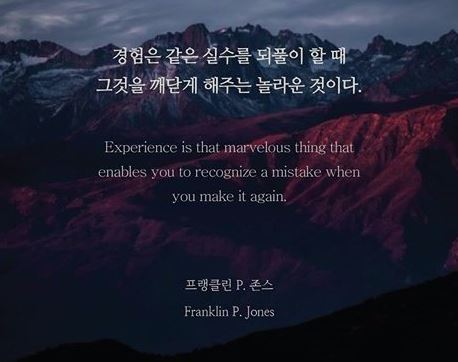 경험은 같은 실수를 되풀이 할 때
그것을 깨닫게 해주는 놀라운 것이다.
Experience is that marvelous thing that
enables you to recognize a mistake when
you make it again.
프랭클린 P. 존스
Franklin P. Jones